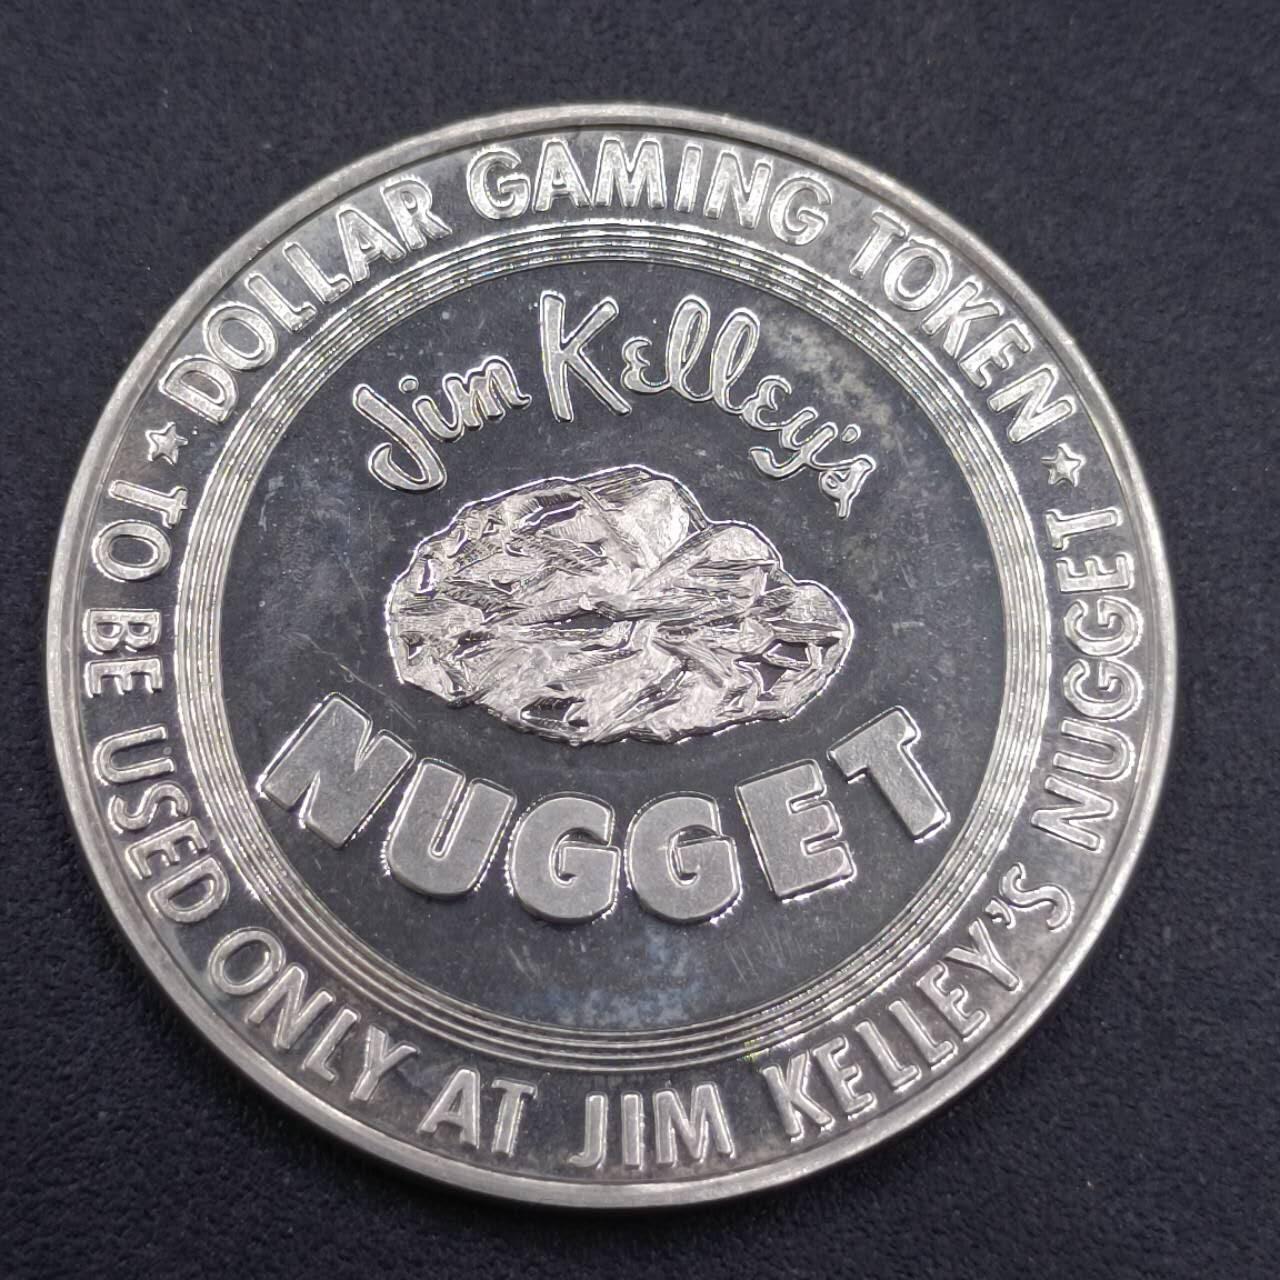 ★ DOLLAR GAMING TOKEN ★
Jim Kelley's
NUGGET
TO BE USED ONLY AT JIM KELLEY'S NUGGET